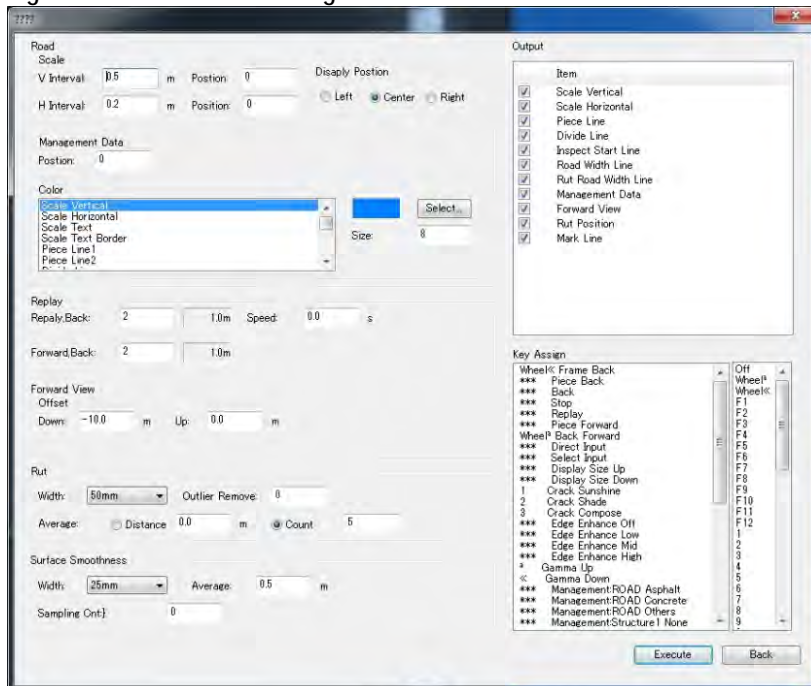 ????
Road
Scale
V Interval: 0.5 m Postion: 0
Disaply Postion
H Interval: 0.2 m Position: 0
Left Center Right
Management Data
Postion: 0
Color
Scale Vertical
Scale Horizontal
Scale Text
Scale Text Border
Piece Line1
Piece Line2
Select..
Size: 8
Replay
Repaly,Back: 2 1.0m Speed: 0.0 s
Forward,Back: 2 1.0m
Forward View
Offset
Down: -10.0 m Up: 0.0 m
Rut
Width: 50mm Outlier Remove: 0
Average: Distance 0.0 m Count 5
Surface Smoothness
Width: 25mm Average: 0.5 m
Sampling Cnt} 0
Output
Item
Scale Vertical
Scale Horizontal
Piece Line
Divide Line
Inspect Start Line
Road Width Line
Rut Road Width Line
Management Data
Forward View
Rut Position
Mark Line
Key Assign
Wheel≪ Frame Back
*** Piece Back
*** Back
*** Stop
*** Replay
*** Piece Forward
Wheelª Back Forward
*** Direct Input
*** Select Input
*** Display Size Up
*** Display Size Down
1 Crack Sunshine
2 Crack Shade
3 Crack Compose
*** Edge Enhance Off
*** Edge Enhance Low
*** Edge Enhance Mid
*** Edge Enhance High
ª Gamma Up
≪ Gamma Down
*** Management:ROAD Asphalt
*** Management:ROAD Concrete
*** Management:ROAD Others
*** Management:Structure1 None
Off
Wheelª
Wheel≪
F1
F2
F3
F4
F5
F6
F7
F8
F9
F10
F11
F12
1
2
3
4
5
6
7
8
9
Execute Back